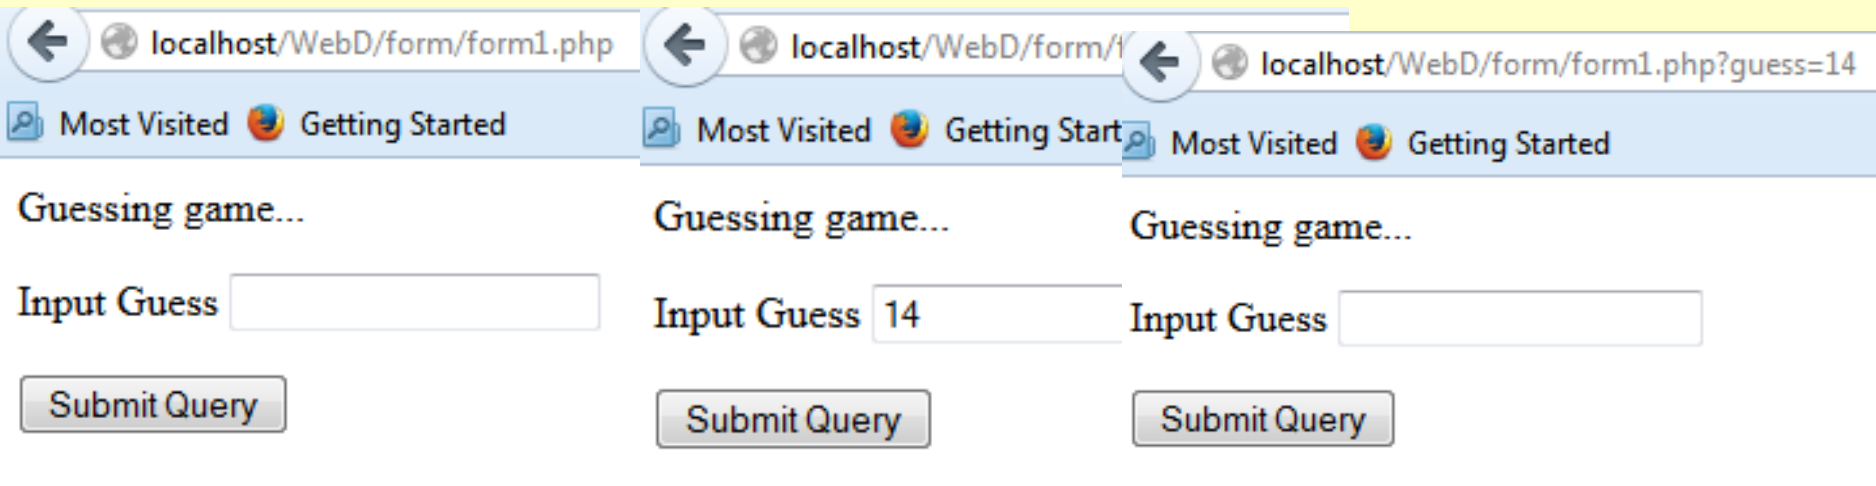 localhost/WebD/form/form1.php
Most Visited Getting Started
Guessing game...
Input Guess
Submit Query
localhost/WebD/form/
Most Visited Getting Start
Guessing game...
Input Guess 14
Submit Query
localhost/WebD/form/form1.php?guess=14
Most Visited Getting Started
Guessing game...
Input Guess
Submit Query